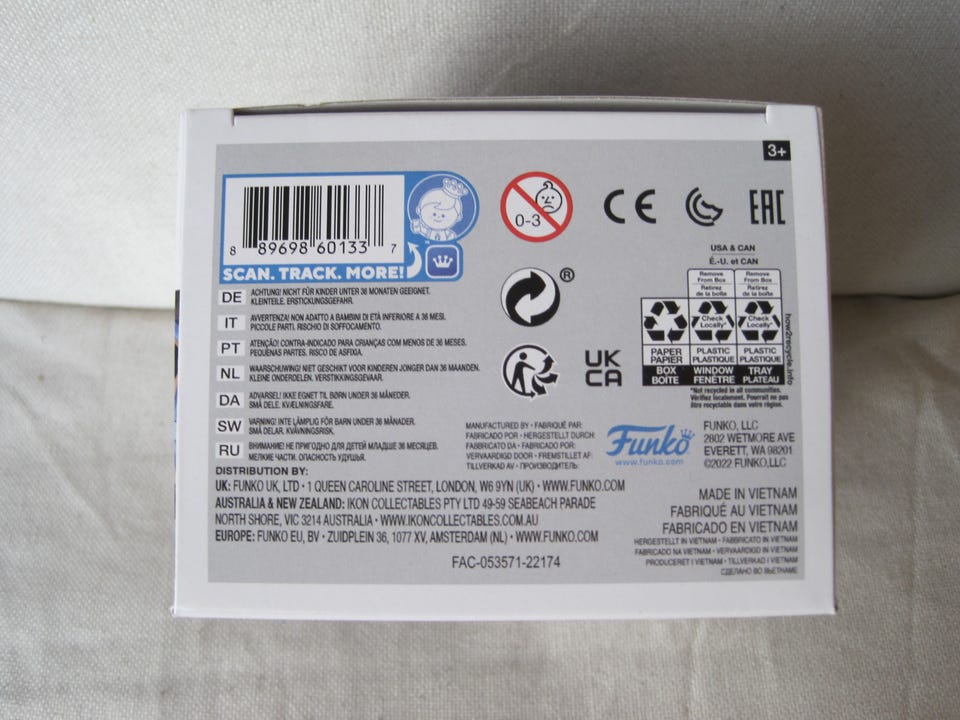 3+
8 89698 60133 7
SCAN. TRACK. MORE!
™
0-3
CE
EAC
®
UK
CA
USA & CAN
É.-U. et CAN
Remove From Box
Retirez de la boîte
Remove From Box
Retirez de la boîte
Check Locally*
Check Locally*
PAPER PAPIER
PLASTIC PLASTIQUE
PLASTIC PLASTIQUE
BOX BOÎTE
WINDOW FENÊTRE
TRAY PLATEAU
*Not recycled in all communities.
Vérifiez localement. Pourrait ne pas
être recyclable dans votre région.
how2recycle.info
DE ACHTUNG! NICHT FÜR KINDER UNTER 36 MONATEN GEEIGNET.
KLEINTEILE. ERSTICKUNGSGEFAHR.
IT AVVERTENZA! NON ADATTO A BAMBINI DI ETÀ INFERIORE A 36 MESI.
PICCOLE PARTI. RISCHIO DI SOFFOCAMENTO.
PT ATENÇÃO! CONTRA-INDICADO PARA CRIANÇAS COM MENOS DE 36 MESES.
PEQUENAS PARTES. RISCO DE ASFIXIA.
NL WAARSCHUWING! NIET GESCHIKT VOOR KINDEREN JONGER DAN 36 MAANDEN.
KLEINE ONDERDELEN. VERSTIKKINGSGEVAAR.
DA ADVARSEL! IKKE EGNET TIL BØRN UNDER 36 MÅNEDER.
SMÅ DELE. KVÆLNINGSFARE.
SW VARNING! INTE LÄMPLIG FÖR BARN UNDER 36 MÅNADER.
SMÅ DELAR. KVÄVNINGSRISK.
RU ВНИМАНИЕ! НЕ ПРИГОДНО ДЛЯ ДЕТЕЙ МЛАДШЕ 36 МЕСЯЦЕВ.
МЕЛКИЕ ЧАСТИ. ОПАСНОСТЬ УДУШЬЯ.
MANUFACTURED BY • FABRIQUÉ PAR:
FABRICADO POR • HERGESTELLT DURCH:
FABRICATO DA • FABRICADO POR:
VERVAARDIGD DOOR • FREMSTILLET AF:
TILLVERKAD AV • ПРОИЗВОДИТЕЛЬ:
Funko
www.funko.com
FUNKO, LLC
2802 WETMORE AVE
EVERETT, WA 98201
©2022 FUNKO,LLC
DISTRIBUTION BY:
UK: FUNKO UK, LTD • 1 QUEEN CAROLINE STREET, LONDON, W6 9YN (UK) • WWW.FUNKO.COM
AUSTRALIA & NEW ZEALAND: IKON COLLECTABLES PTY LTD 49-59 SEABEACH PARADE
NORTH SHORE, VIC 3214 AUSTRALIA • WWW.IKONCOLLECTABLES.COM.AU
EUROPE: FUNKO EU, BV • ZUIDPLEIN 36, 1077 XV, AMSTERDAM (NL) • WWW.FUNKO.COM
FAC-053571-22174
MADE IN VIETNAM
FABRIQUÉ AU VIETNAM
FABRICADO EN VIETNAM
HERGESTELLT IN VIETNAM • FABBRICATO IN VIETNAM
FABRICADO NA VIETNAM • VERVAARDIGD IN VIETNAM
PRODUCERET I VIETNAM • TILLVERKAD I VIETNAM
СДЕЛАНО ВО ВЬЕТНАМЕ